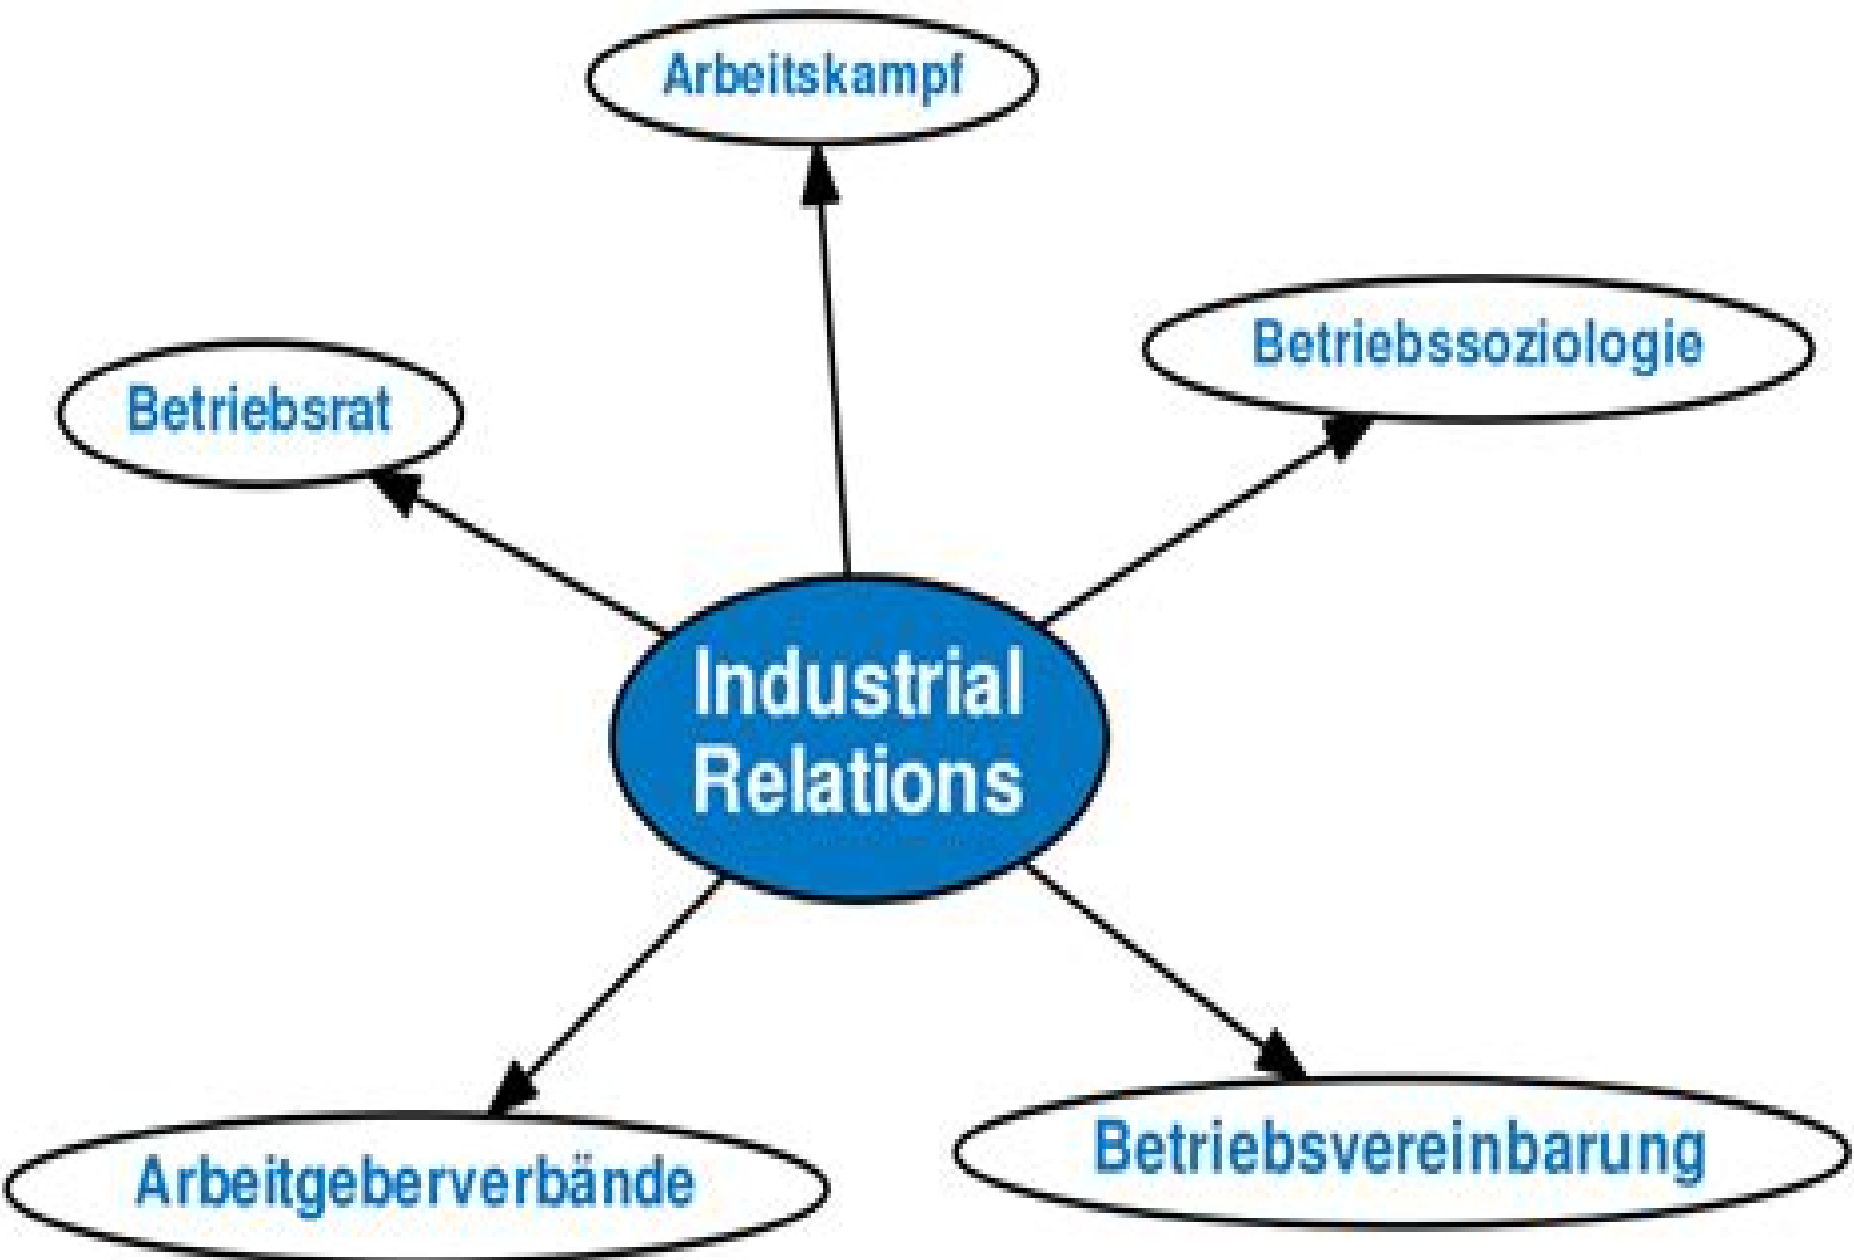 Arbeitskampf
Betriebssoziologie
Betriebsrat
Industrial
Relations
Betriebsvereinbarung
Arbeitgeberverbände